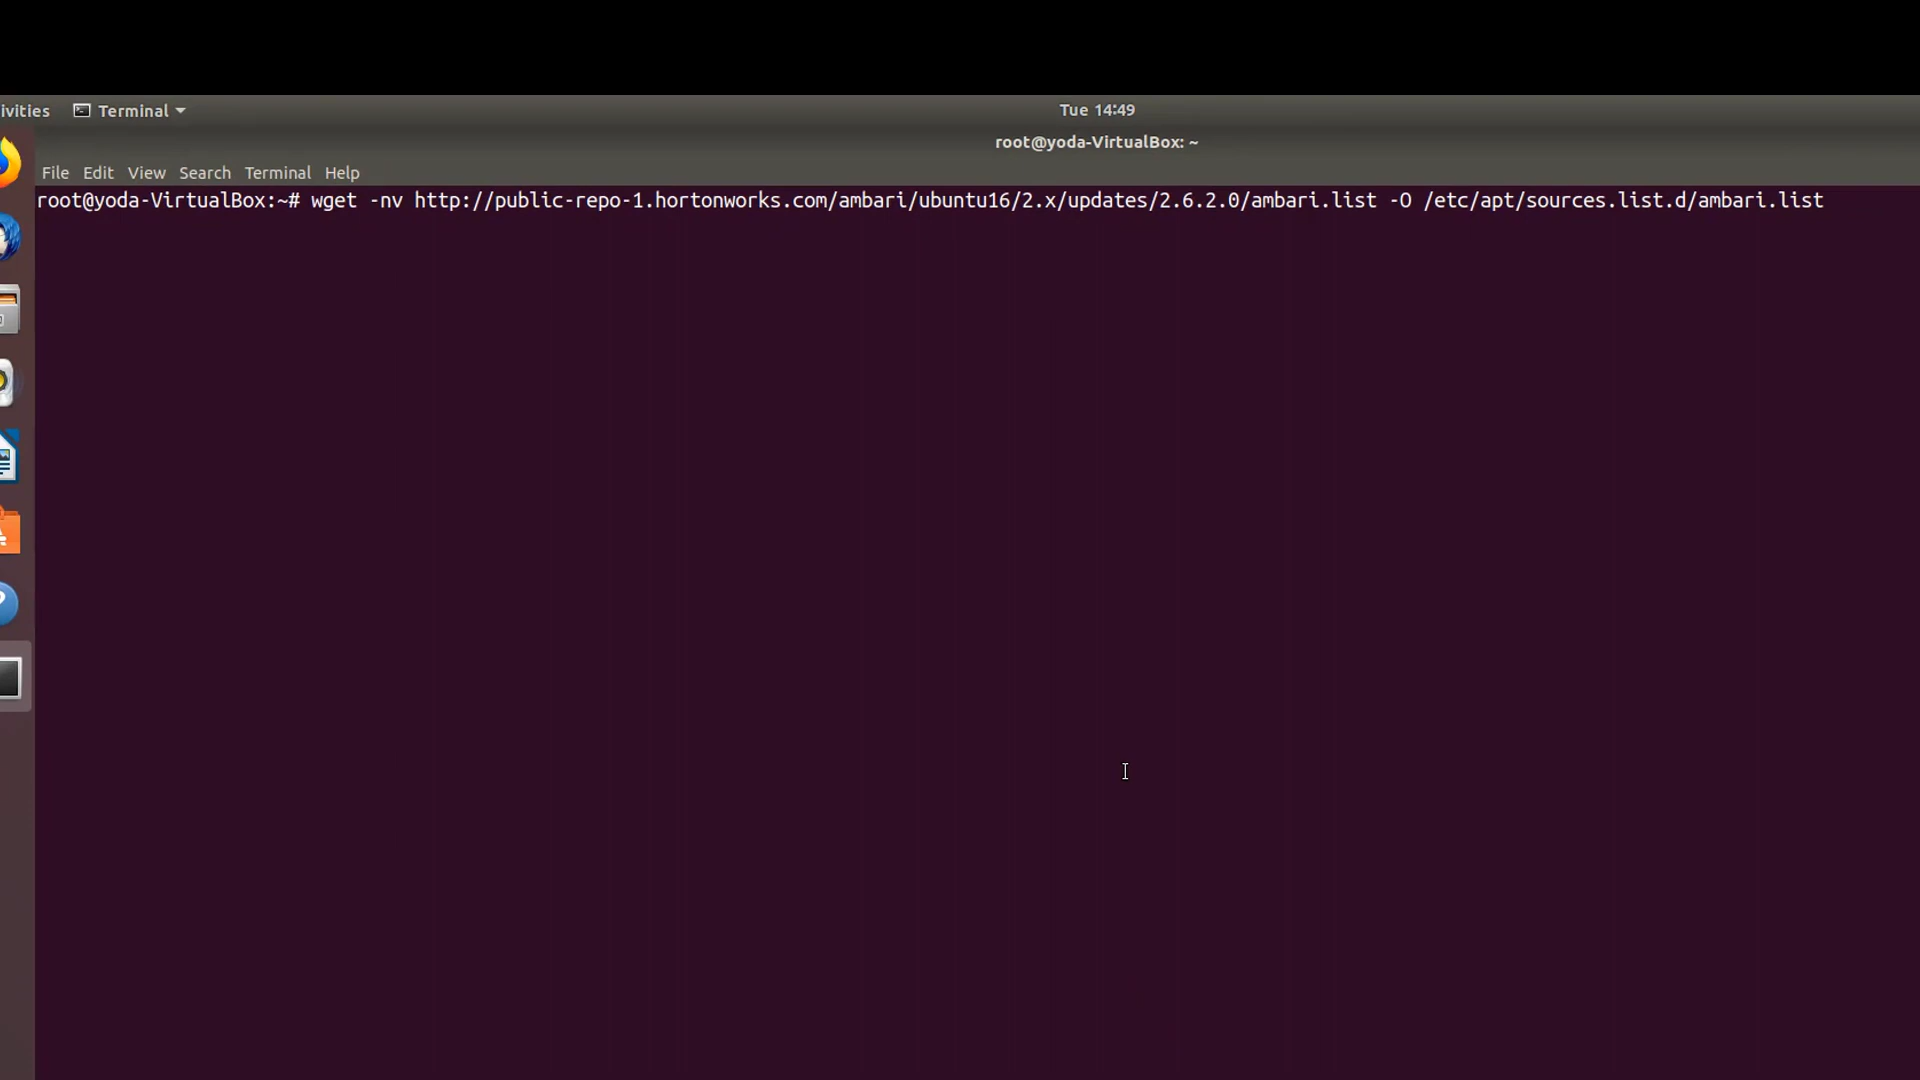 ivities Terminal Tue 14:49
root@yoda-VirtualBox: ~
File Edit View Search Terminal Help
root@yoda-VirtualBox:~# wget -nv http://public-repo-1.hortonworks.com/ambari/ubuntu16/2.x/updates/2.6.2.0/ambari.list -O /etc/apt/sources.list.d/ambari.list